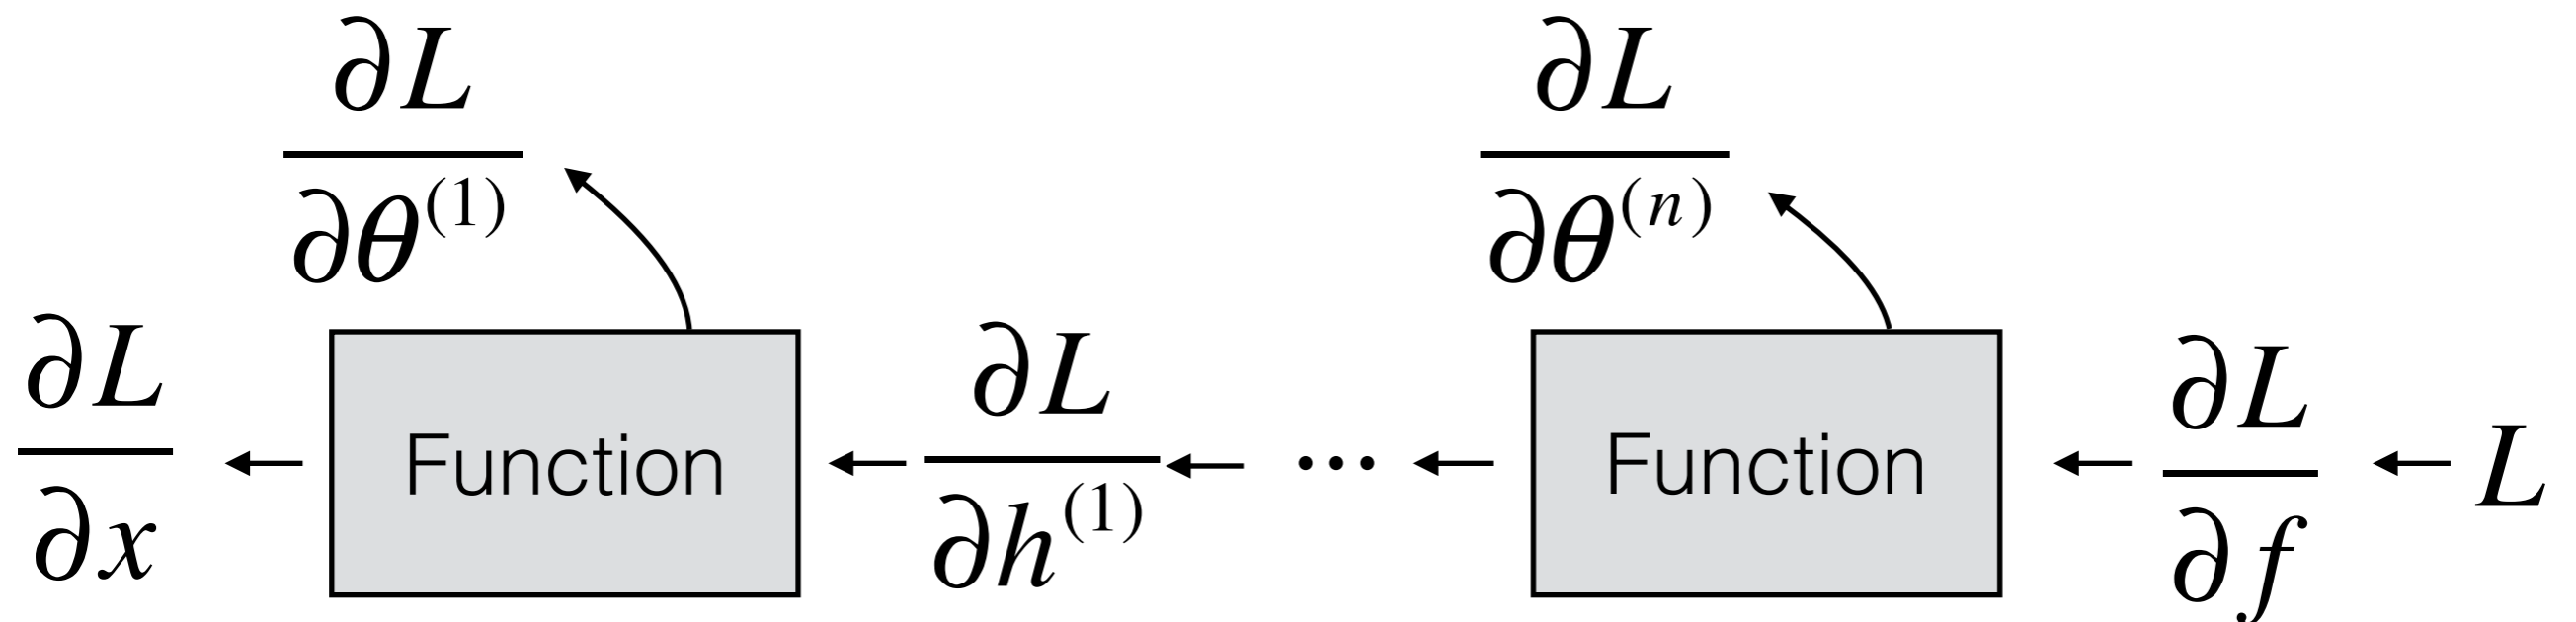 ∂L/∂θ^(1)
∂L/∂θ^(n)
∂L/∂x ← Function ← ∂L/∂h^(1) ← ··· ← Function ← ∂L/∂f ← L